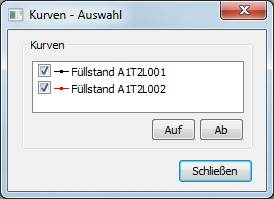 Kurven - Auswahl
Kurven
Füllstand A1T2L001
Füllstand A1T2L002
Auf
Ab
Schließen